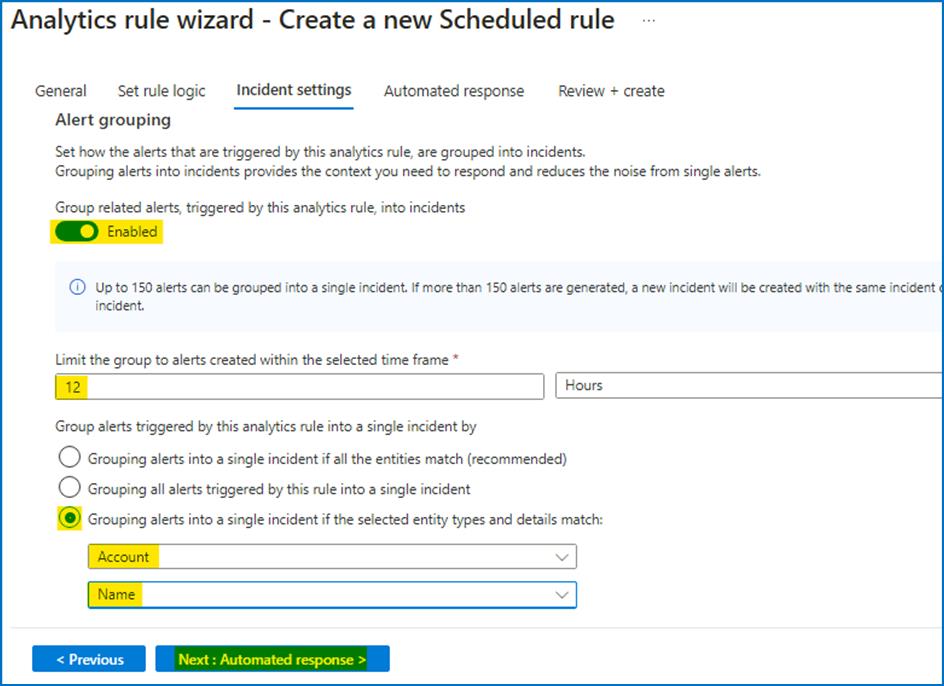 Analytics rule wizard - Create a new Scheduled rule ...
General Set rule logic Incident settings Automated response Review + create
Alert grouping
Set how the alerts that are triggered by this analytics rule, are grouped into incidents.
Grouping alerts into incidents provides the context you need to respond and reduces the noise from single alerts.
Group related alerts, triggered by this analytics rule, into incidents
Enabled
Up to 150 alerts can be grouped into a single incident. If more than 150 alerts are generated, a new incident will be created with the same incident
incident.
Limit the group to alerts created within the selected time frame *
12 Hours
Group alerts triggered by this analytics rule into a single incident by
Grouping alerts into a single incident if all the entities match (recommended)
Grouping all alerts triggered by this rule into a single incident
Grouping alerts into a single incident if the selected entity types and details match:
Account
Name
< Previous Next : Automated response >